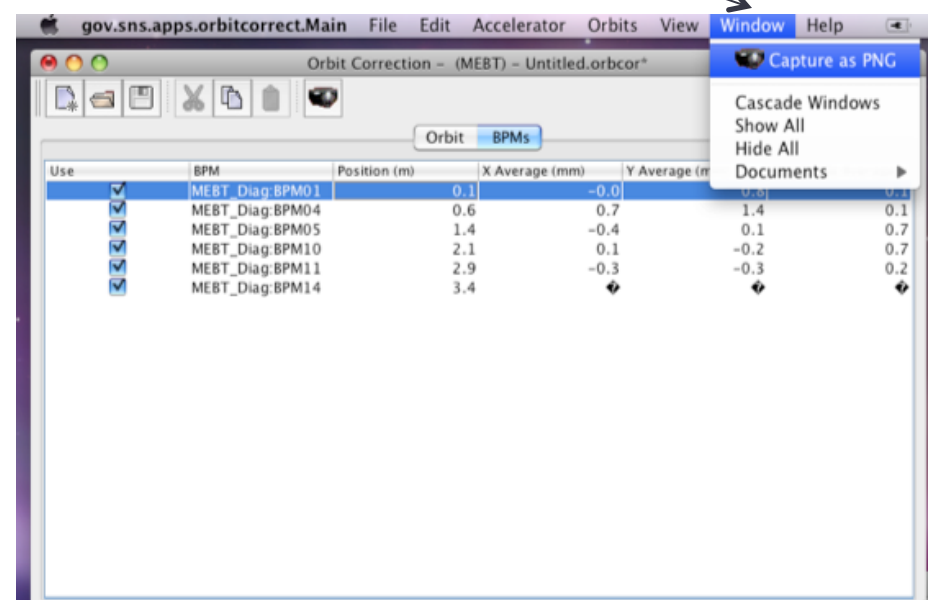 gov.sns.apps.orbitcorrect.Main File Edit Accelerator Orbits View Window Help
Orbit Correction – (MEBT) – Untitled.orbcor*
Capture as PNG
Cascade Windows
Show All
Hide All
Documents
Orbit BPMs
Use BPM Position (m) X Average (mm) Y Average
MEBT_Diag:BPM01 0.1 −0.0 0.8 0.1
MEBT_Diag:BPM04 0.6 0.7 1.4 0.1
MEBT_Diag:BPM05 1.4 −0.4 0.1 0.7
MEBT_Diag:BPM10 2.1 0.1 −0.2 0.7
MEBT_Diag:BPM11 2.9 −0.3 −0.3 0.2
MEBT_Diag:BPM14 3.4 � � �